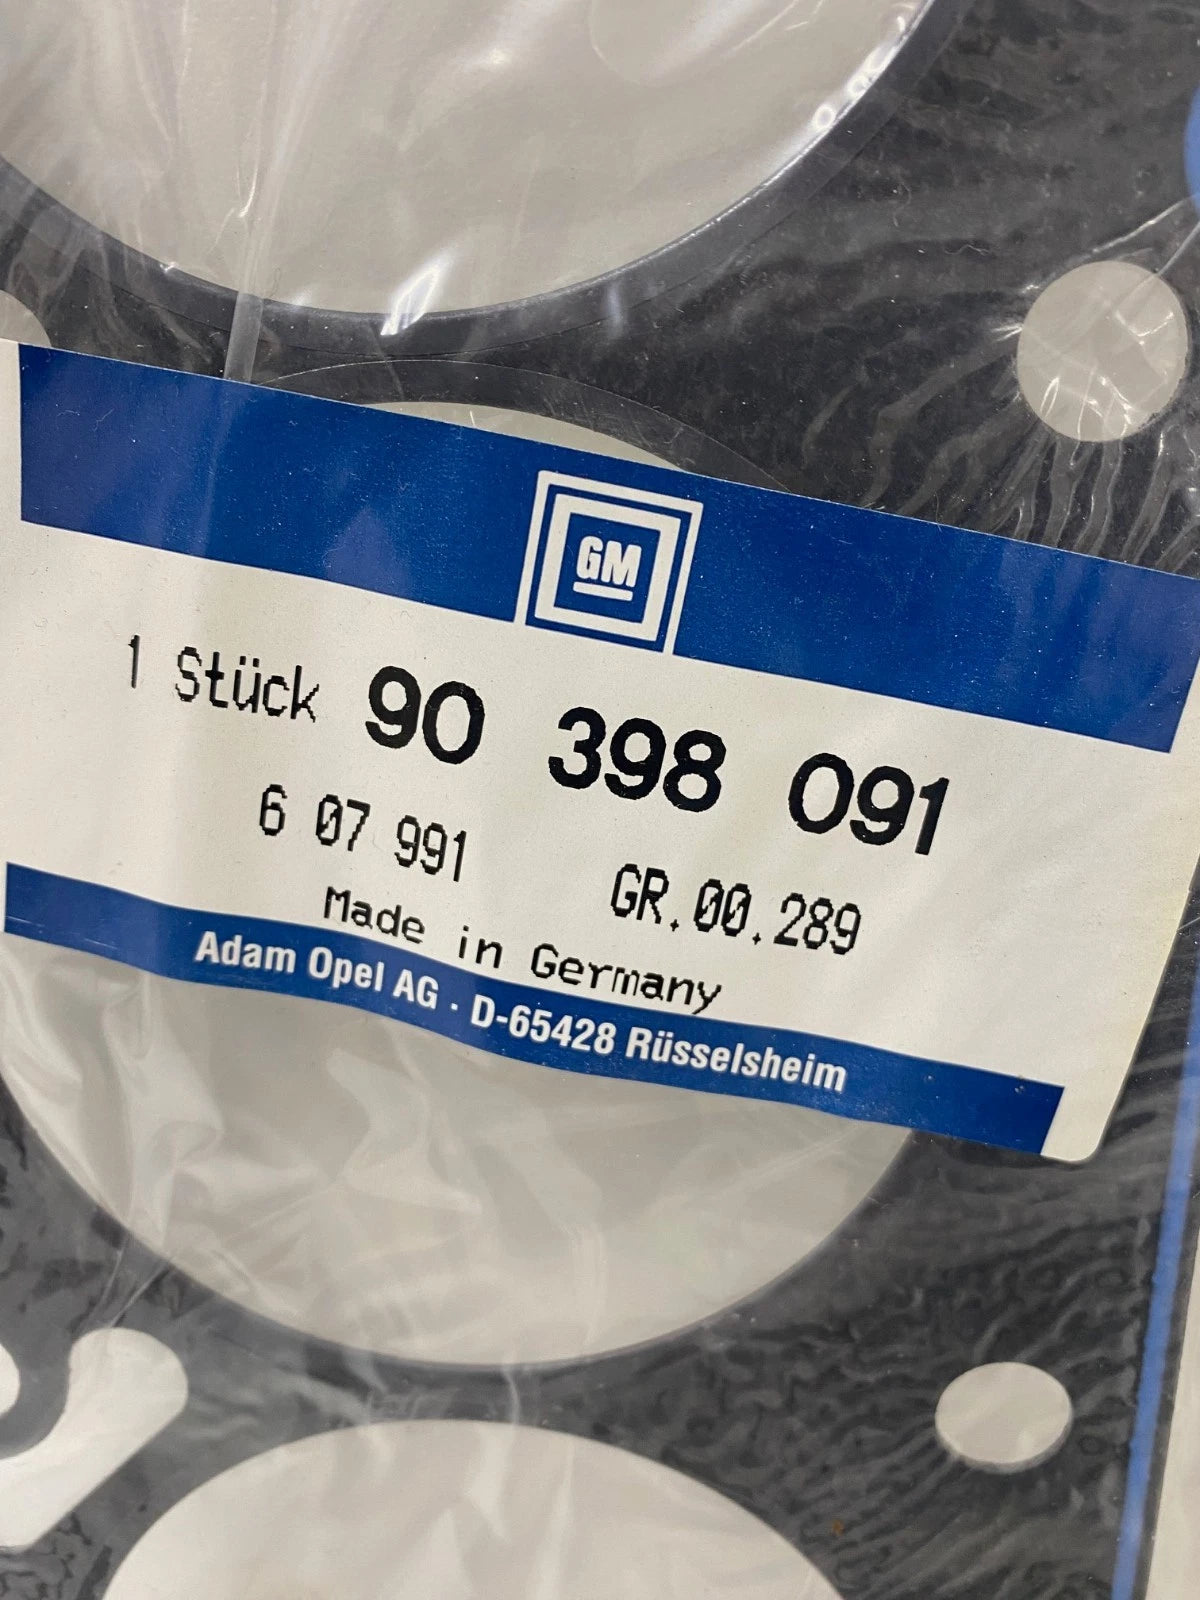 GM
1 Stück 90 398 091
6 07 991 GR.00.289
Made in Germany
Adam Opel AG · D-65428 Rüsselsheim